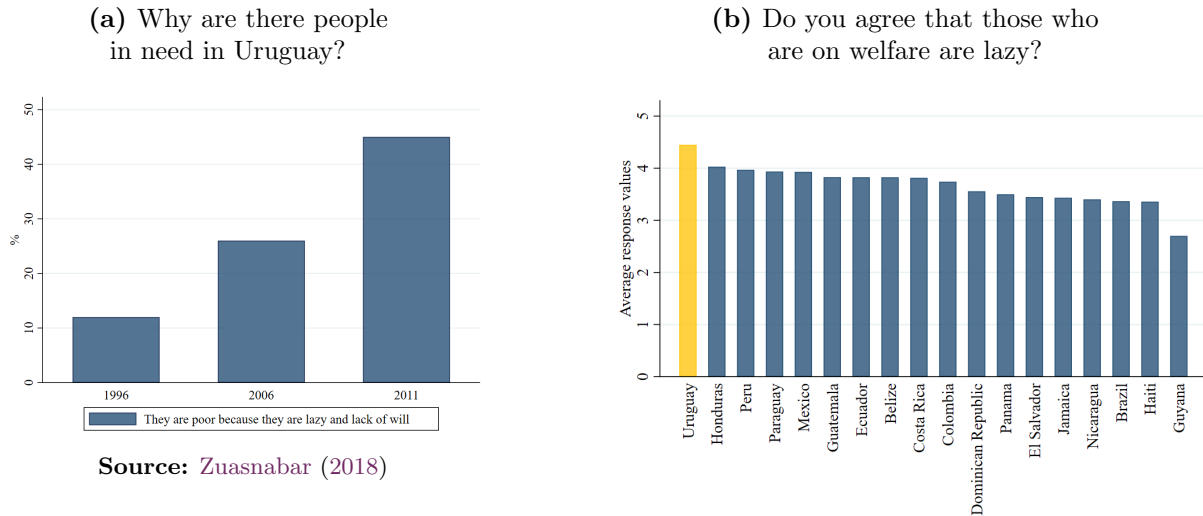 (a) Why are there people
in need in Uruguay?
50
40
30
20
10
0
%
1996
2006
2011
They are poor because they are lazy and lack of will
Source: Zuasnabar (2018)
(b) Do you agree that those who
are on welfare are lazy?
5
4
3
2
1
0
Average response values
Uruguay
Honduras
Peru
Paraguay
Mexico
Guatemala
Ecuador
Belize
Costa Rica
Colombia
Dominican Republic
Panama
El Salvador
Jamaica
Nicaragua
Brazil
Haiti
Guyana